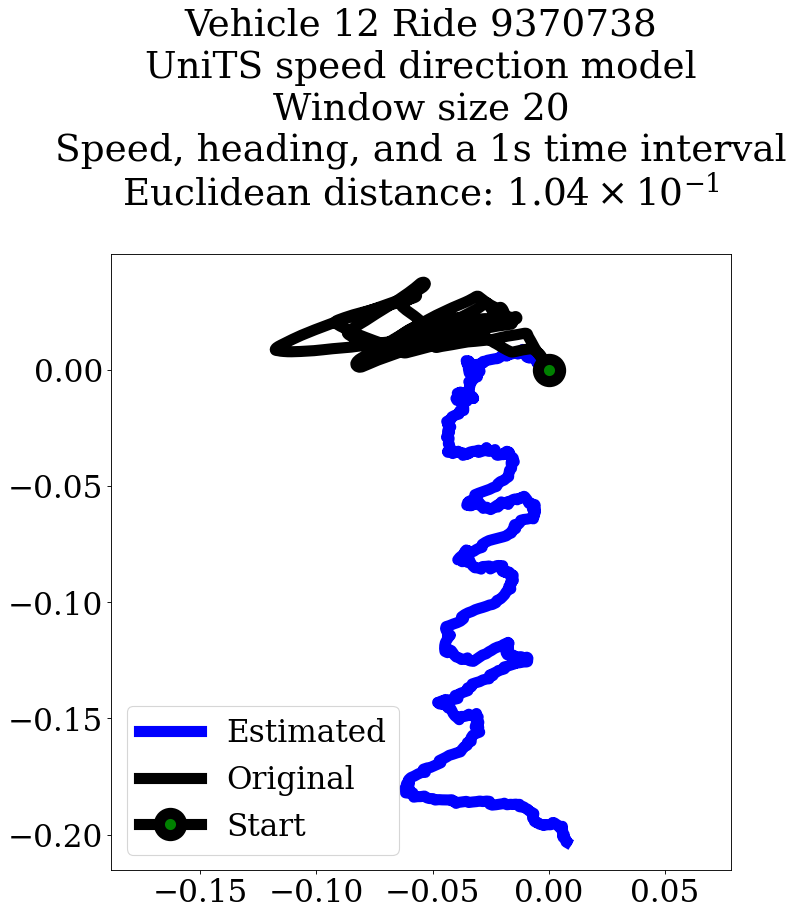 Vehicle 12 Ride 9370738
UniTS speed direction model
Window size 20
Speed, heading, and a 1s time interval
Euclidean distance: 1.04 × 10⁻¹
0.00
−0.05
−0.10
−0.15
−0.20
Estimated
Original
Start
−0.15 −0.10 −0.05 0.00 0.05